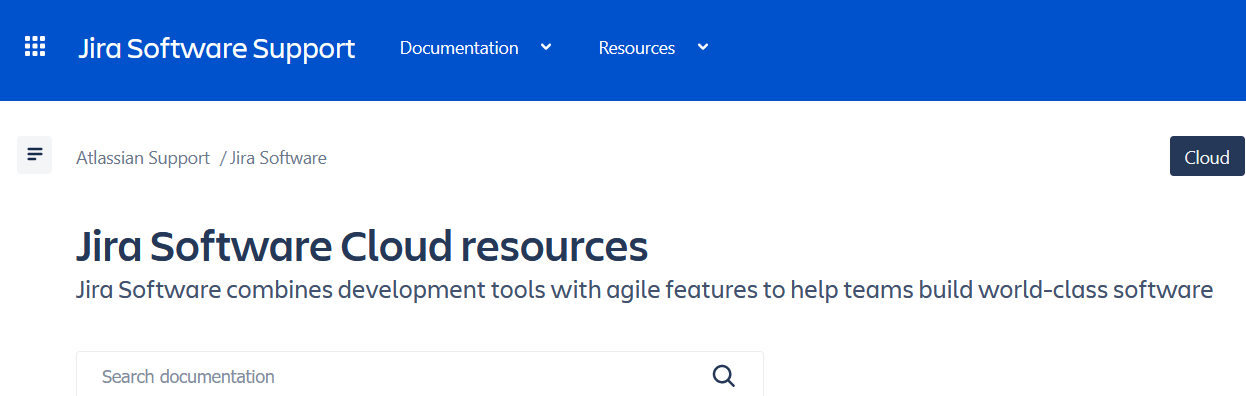 Jira Software Support Documentation Resources
Atlassian Support / Jira Software Cloud
Jira Software Cloud resources
Jira Software combines development tools with agile features to help teams build world-class software
Search documentation